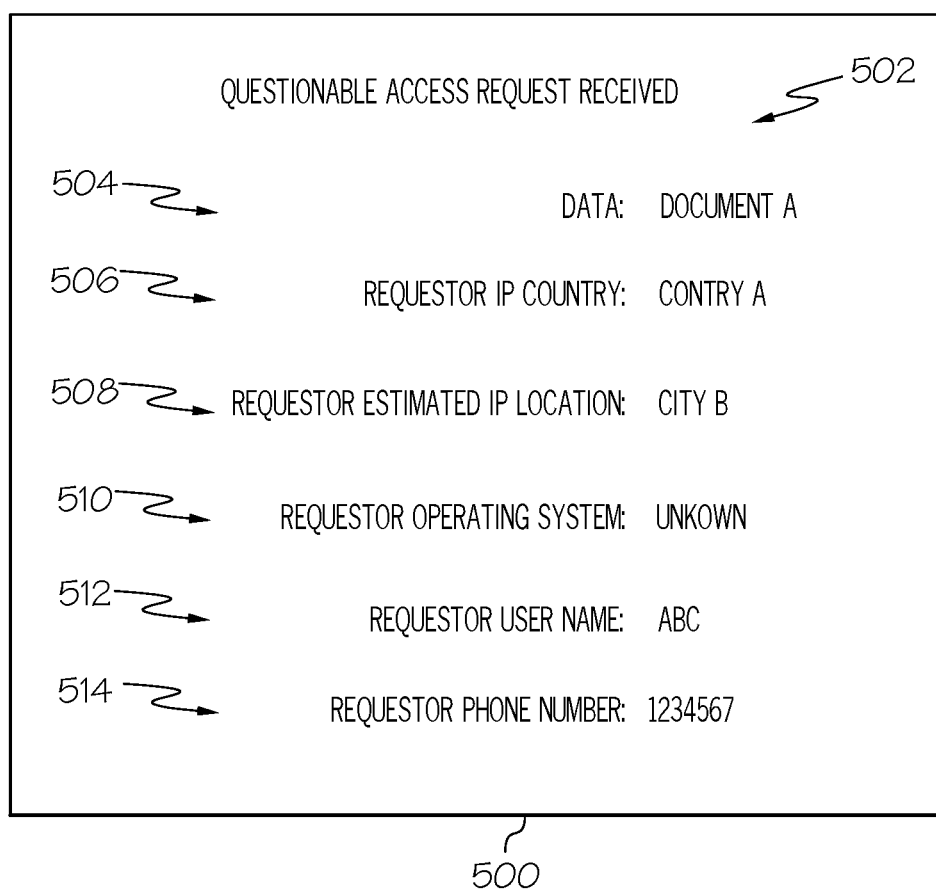 QUESTIONABLE ACCESS REQUEST RECEIVED 502
504 DATA: DOCUMENT A
506 REQUESTOR IP COUNTRY: CONTRY A
508 REQUESTOR ESTIMATED IP LOCATION: CITY B
510 REQUESTOR OPERATING SYSTEM: UNKOWN
512 REQUESTOR USER NAME: ABC
514 REQUESTOR PHONE NUMBER: 1234567
500